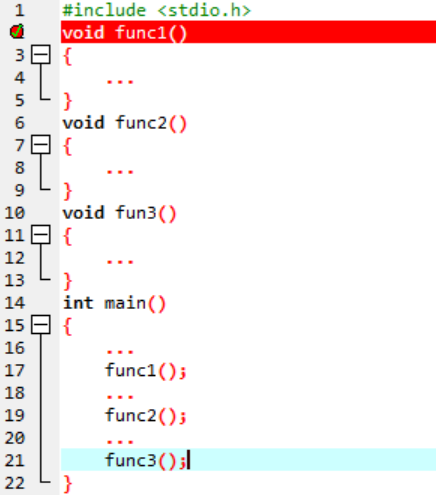 1 #include <stdio.h>
void func1()
3 {
4 ...
5 }
6 void func2()
7 {
8 ...
9 }
10 void fun3()
11 {
12 ...
13 }
14 int main()
15 {
16 ...
17 func1();
18 ...
19 func2();
20 ...
21 func3();
22 }